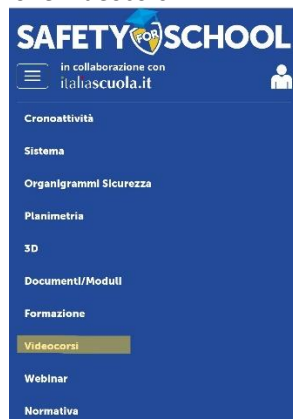 SAFETY FOR SCHOOL
in collaborazione con
italiascuola.it
Cronoattività
Sistema
Organigrammi Sicurezza
Planimetria
3D
Documenti/Moduli
Formazione
Videocorsi
Webinar
Normativa